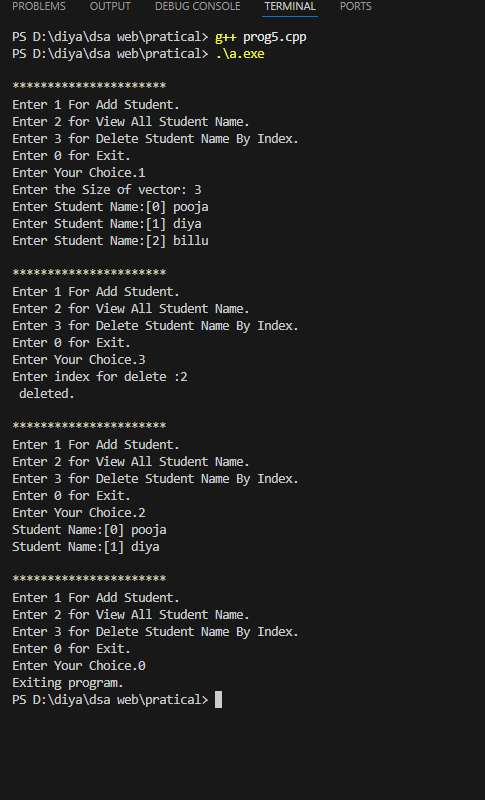 PROBLEMS OUTPUT DEBUG CONSOLE TERMINAL PORTS
PS D:\diya\dsa web\pratical> g++ prog5.cpp
PS D:\diya\dsa web\pratical> .\a.exe
**********************
Enter 1 For Add Student.
Enter 2 for View All Student Name.
Enter 3 for Delete Student Name By Index.
Enter 0 for Exit.
Enter Your Choice.1
Enter the Size of vector: 3
Enter Student Name:[0] pooja
Enter Student Name:[1] diya
Enter Student Name:[2] billu
**********************
Enter 1 For Add Student.
Enter 2 for View All Student Name.
Enter 3 for Delete Student Name By Index.
Enter 0 for Exit.
Enter Your Choice.3
Enter index for delete :2
 deleted.
**********************
Enter 1 For Add Student.
Enter 2 for View All Student Name.
Enter 3 for Delete Student Name By Index.
Enter 0 for Exit.
Enter Your Choice.2
Student Name:[0] pooja
Student Name:[1] diya
**********************
Enter 1 For Add Student.
Enter 2 for View All Student Name.
Enter 3 for Delete Student Name By Index.
Enter 0 for Exit.
Enter Your Choice.0
Exiting program.
PS D:\diya\dsa web\pratical>